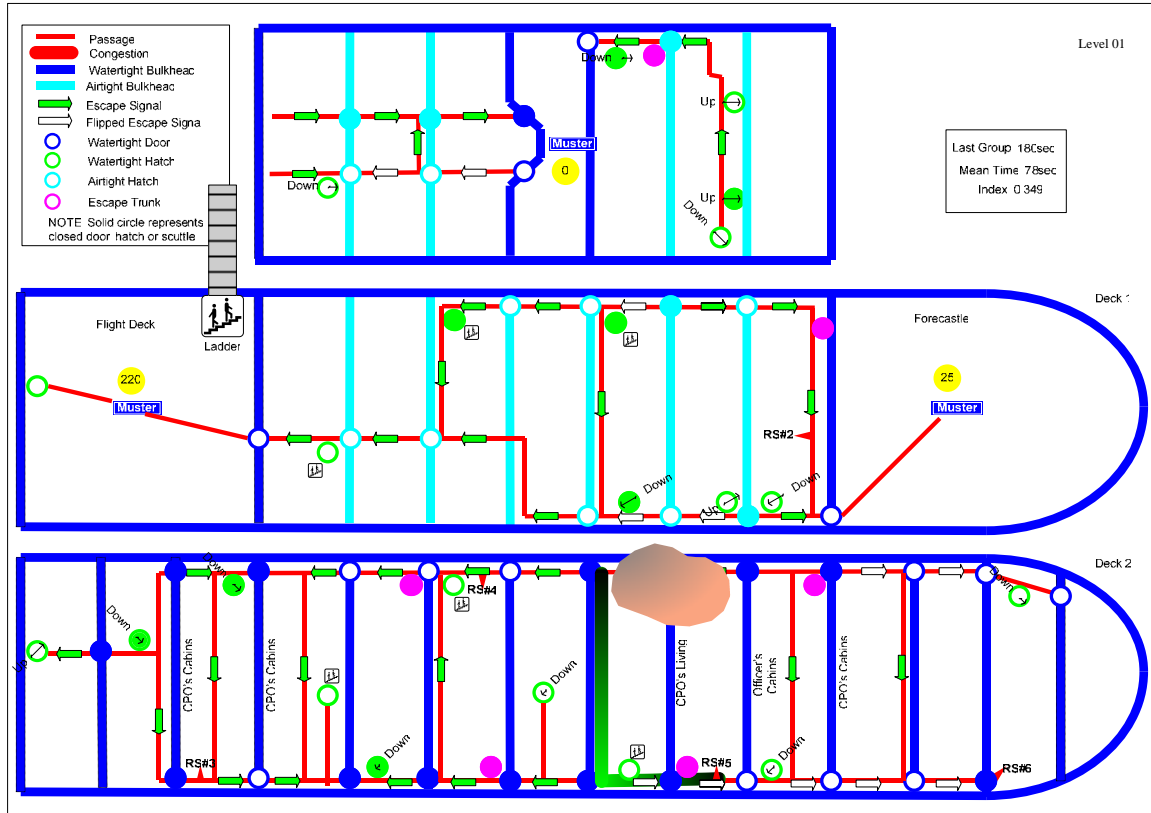 Passage
Congestion
Watertight Bulkheac
Airtight Bulkheac
Escape Signal
Flipped Escape Signa
Watertight Door
Watertight Hatch
Airtight Hatch
Escape Trunk
NOTE Solid circle represents
closed door hatch or scuttle
Level 01
Down
Up
Muster
0
Down
Up
Down
Last Group 180sec
Mean Time 78sec
Index 0 349
Deck 1
Flight Deck
Ladder
Forecastle
220
Muster
25
Muster
RS#2
Down
Up
Down
Deck 2
Down
RS#4
Down
Down
Up
CPO's Cabins
CPO's Cabins
Down
CPO's Living
Officer's
Cabins
CPO's Cabins
RS#3
Down
RS#5
Down
RS#6